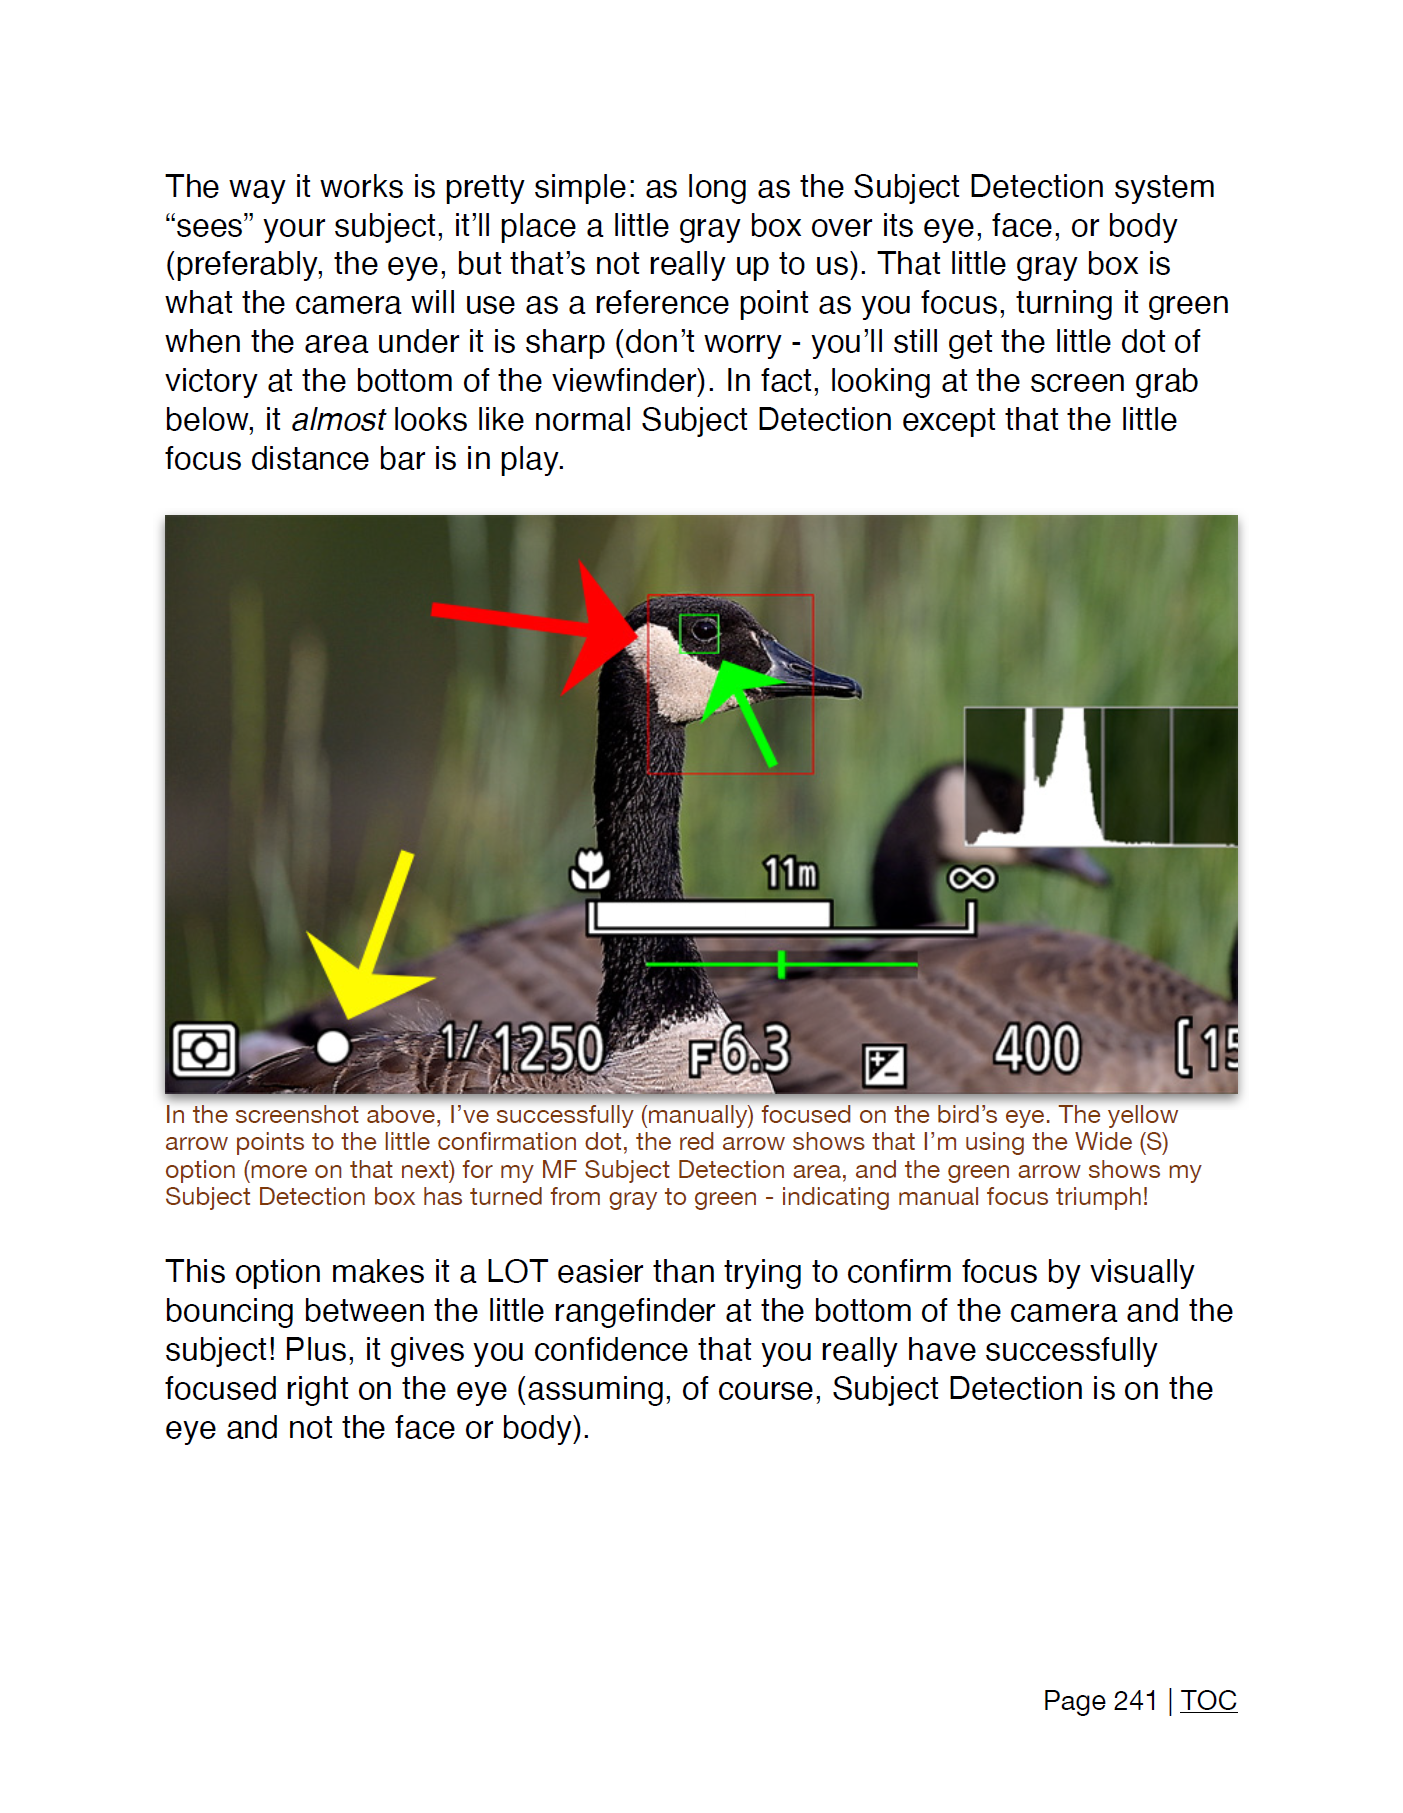 The way it works is pretty simple: as long as the Subject Detection system
“sees” your subject, it’ll place a little gray box over its eye, face, or body
(preferably, the eye, but that’s not really up to us). That little gray box is
what the camera will use as a reference point as you focus, turning it green
when the area under it is sharp (don’t worry - you’ll still get the little dot of
victory at the bottom of the viewfinder). In fact, looking at the screen grab
below, it almost looks like normal Subject Detection except that the little
focus distance bar is in play.
11m
∞
1/1250 F6.3 400 [15
In the screenshot above, I’ve successfully (manually) focused on the bird’s eye. The yellow
arrow points to the little confirmation dot, the red arrow shows that I’m using the Wide (S)
option (more on that next) for my MF Subject Detection area, and the green arrow shows my
Subject Detection box has turned from gray to green - indicating manual focus triumph!
This option makes it a LOT easier than trying to confirm focus by visually
bouncing between the little rangefinder at the bottom of the camera and the
subject! Plus, it gives you confidence that you really have successfully
focused right on the eye (assuming, of course, Subject Detection is on the
eye and not the face or body).
Page 241 | TOC